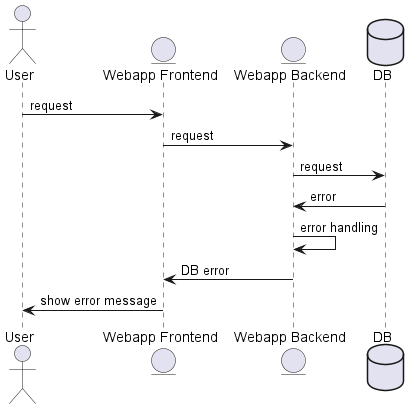 User Webapp Frontend Webapp Backend DB
request
request
request
error
error handling
DB error
show error message
User Webapp Frontend Webapp Backend DB